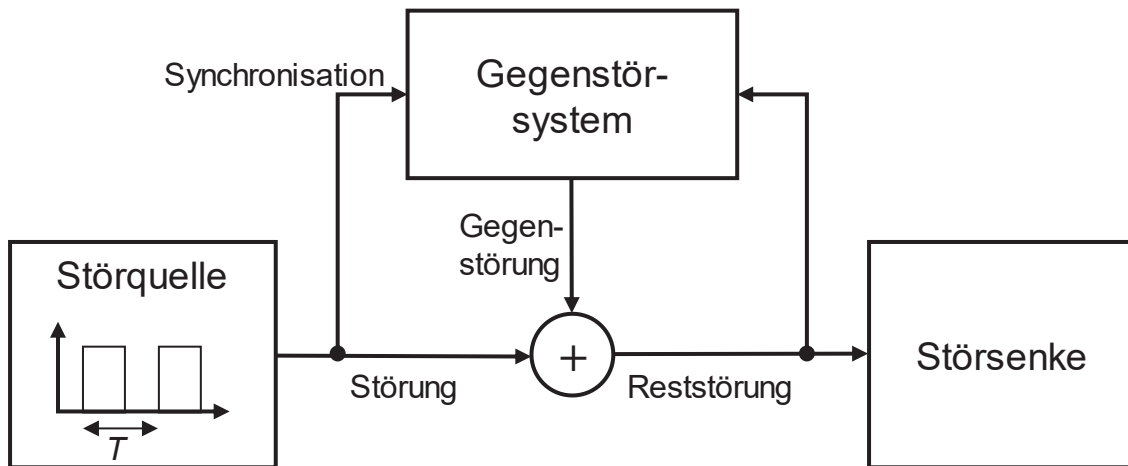 Synchronisation
Gegenstör-
system
Gegen-
störung
Störquelle
T
Störung
+
Reststörung
Störsenke